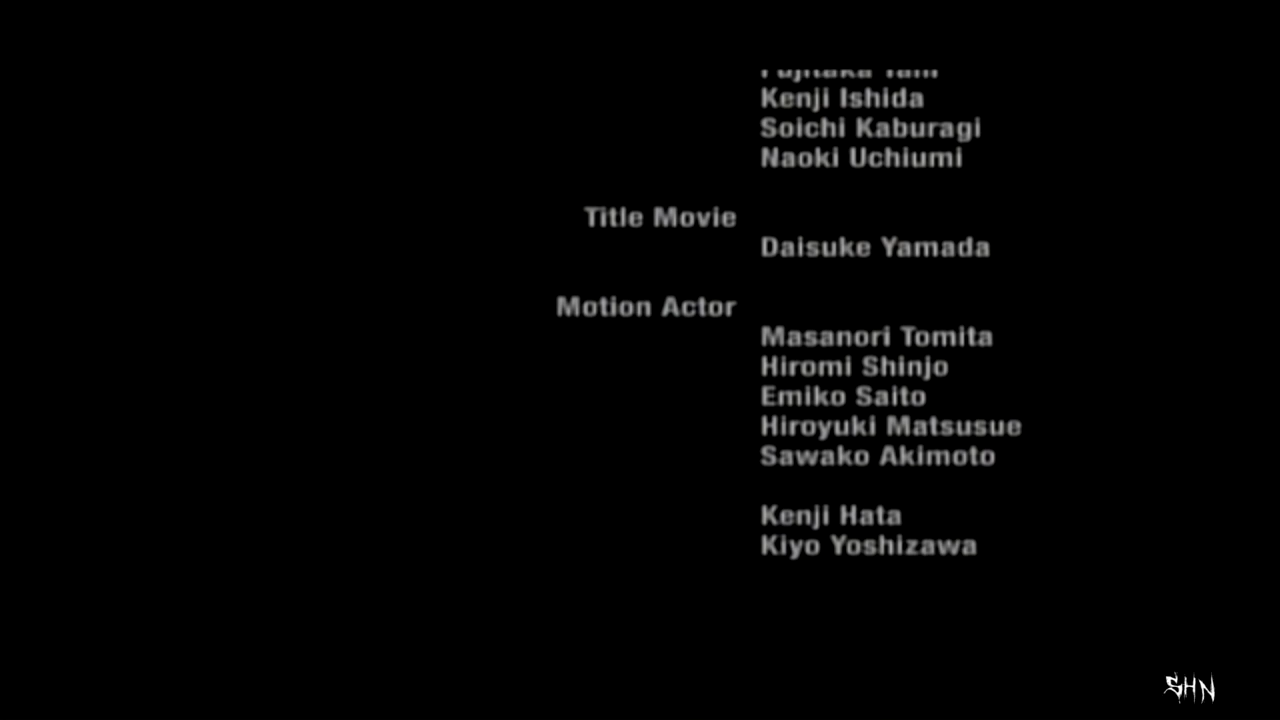 Kenji Ishida
Soichi Kaburagi
Naoki Uchiumi
Title Movie
Daisuke Yamada
Motion Actor
Masanori Tomita
Hiromi Shinjo
Emiko Saito
Hiroyuki Matsusue
Sawako Akimoto
Kenji Hata
Kiyo Yoshizawa
SHN